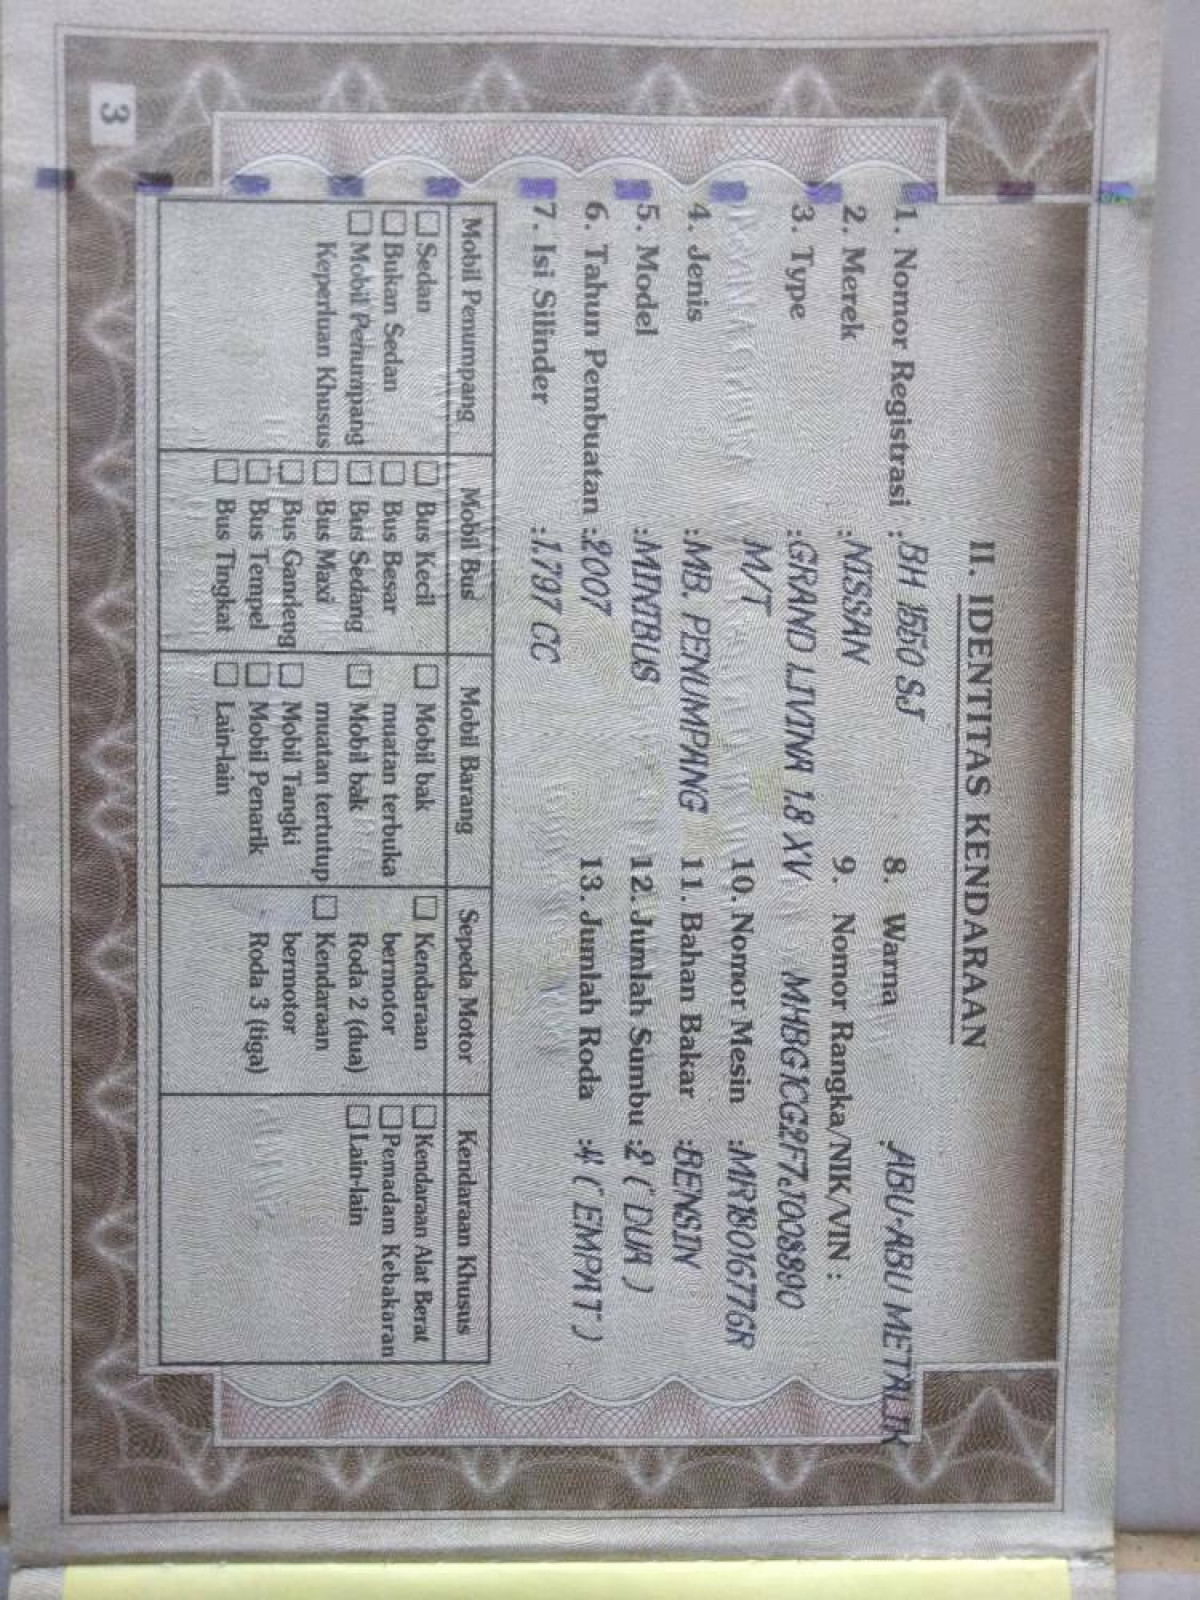 II. IDENTITAS KENDARAAN
1. Nomor Registrasi : BH 1550 SJ
2. Merek : NISSAN
3. Type : GRAND LIVINA 1.8 XV
M/T
4. Jenis : MB. PENUMPANG
5. Model : MINIBUS
6. Tahun Pembuatan : 2007
7. Isi Silinder : 1.797 CC
8. Warna : ABU-ABU METALIK
9. Nomor Rangka/NIK/VIN :
MHBG1CG2F7J008890
10. Nomor Mesin : MR18016776R
11. Bahan Bakar : BENSIN
12. Jumlah Sumbu : 2 ( DUA )
13. Jumlah Roda : 4 ( EMPAT )
Mobil Penumpang
☐ Sedan
☐ Bukan Sedan
☐ Mobil Penumpang
Keperluan Khusus
Mobil Bus
☐ Bus Kecil
☐ Bus Besar
☐ Bus Sedang
☐ Bus Maxi
☐ Bus Gandeng
☐ Bus Tempel
☐ Bus Tingkat
Mobil Barang
☐ Mobil bak
muatan terbuka
☐ Mobil bak
muatan tertutup
☐ Mobil Tangki
☐ Mobil Penarik
☐ Lain-lain
Sepeda Motor
☐ Kendaraan
bermotor
Roda 2 (dua)
☐ Kendaraan
bermotor
Roda 3 (tiga)
Kendaraan Khusus
☐ Kendaraan Alat Berat
☐ Pemadam Kebakaran
☐ Lain-lain
3